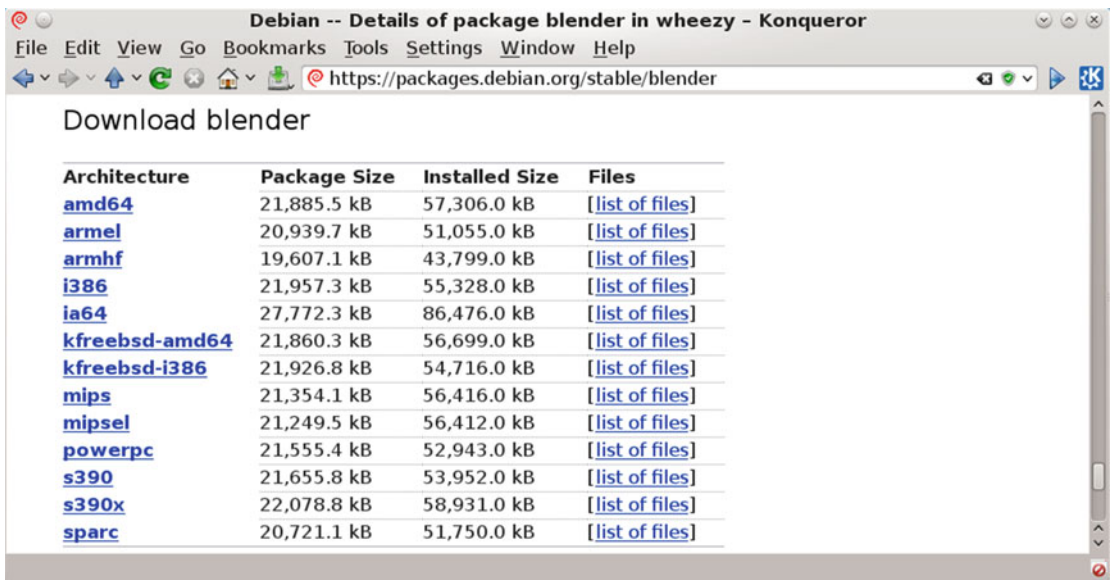 Debian -- Details of package blender in wheezy – Konqueror
File Edit View Go Bookmarks Tools Settings Window Help
https://packages.debian.org/stable/blender
Download blender
Architecture Package Size Installed Size Files
amd64 21,885.5 kB 57,306.0 kB [list of files]
armel 20,939.7 kB 51,055.0 kB [list of files]
armhf 19,607.1 kB 43,799.0 kB [list of files]
i386 21,957.3 kB 55,328.0 kB [list of files]
ia64 27,772.3 kB 86,476.0 kB [list of files]
kfreebsd-amd64 21,860.3 kB 56,699.0 kB [list of files]
kfreebsd-i386 21,926.8 kB 54,716.0 kB [list of files]
mips 21,354.1 kB 56,416.0 kB [list of files]
mipsel 21,249.5 kB 56,412.0 kB [list of files]
powerpc 21,555.4 kB 52,943.0 kB [list of files]
s390 21,655.8 kB 53,952.0 kB [list of files]
s390x 22,078.8 kB 58,931.0 kB [list of files]
sparc 20,721.1 kB 51,750.0 kB [list of files]